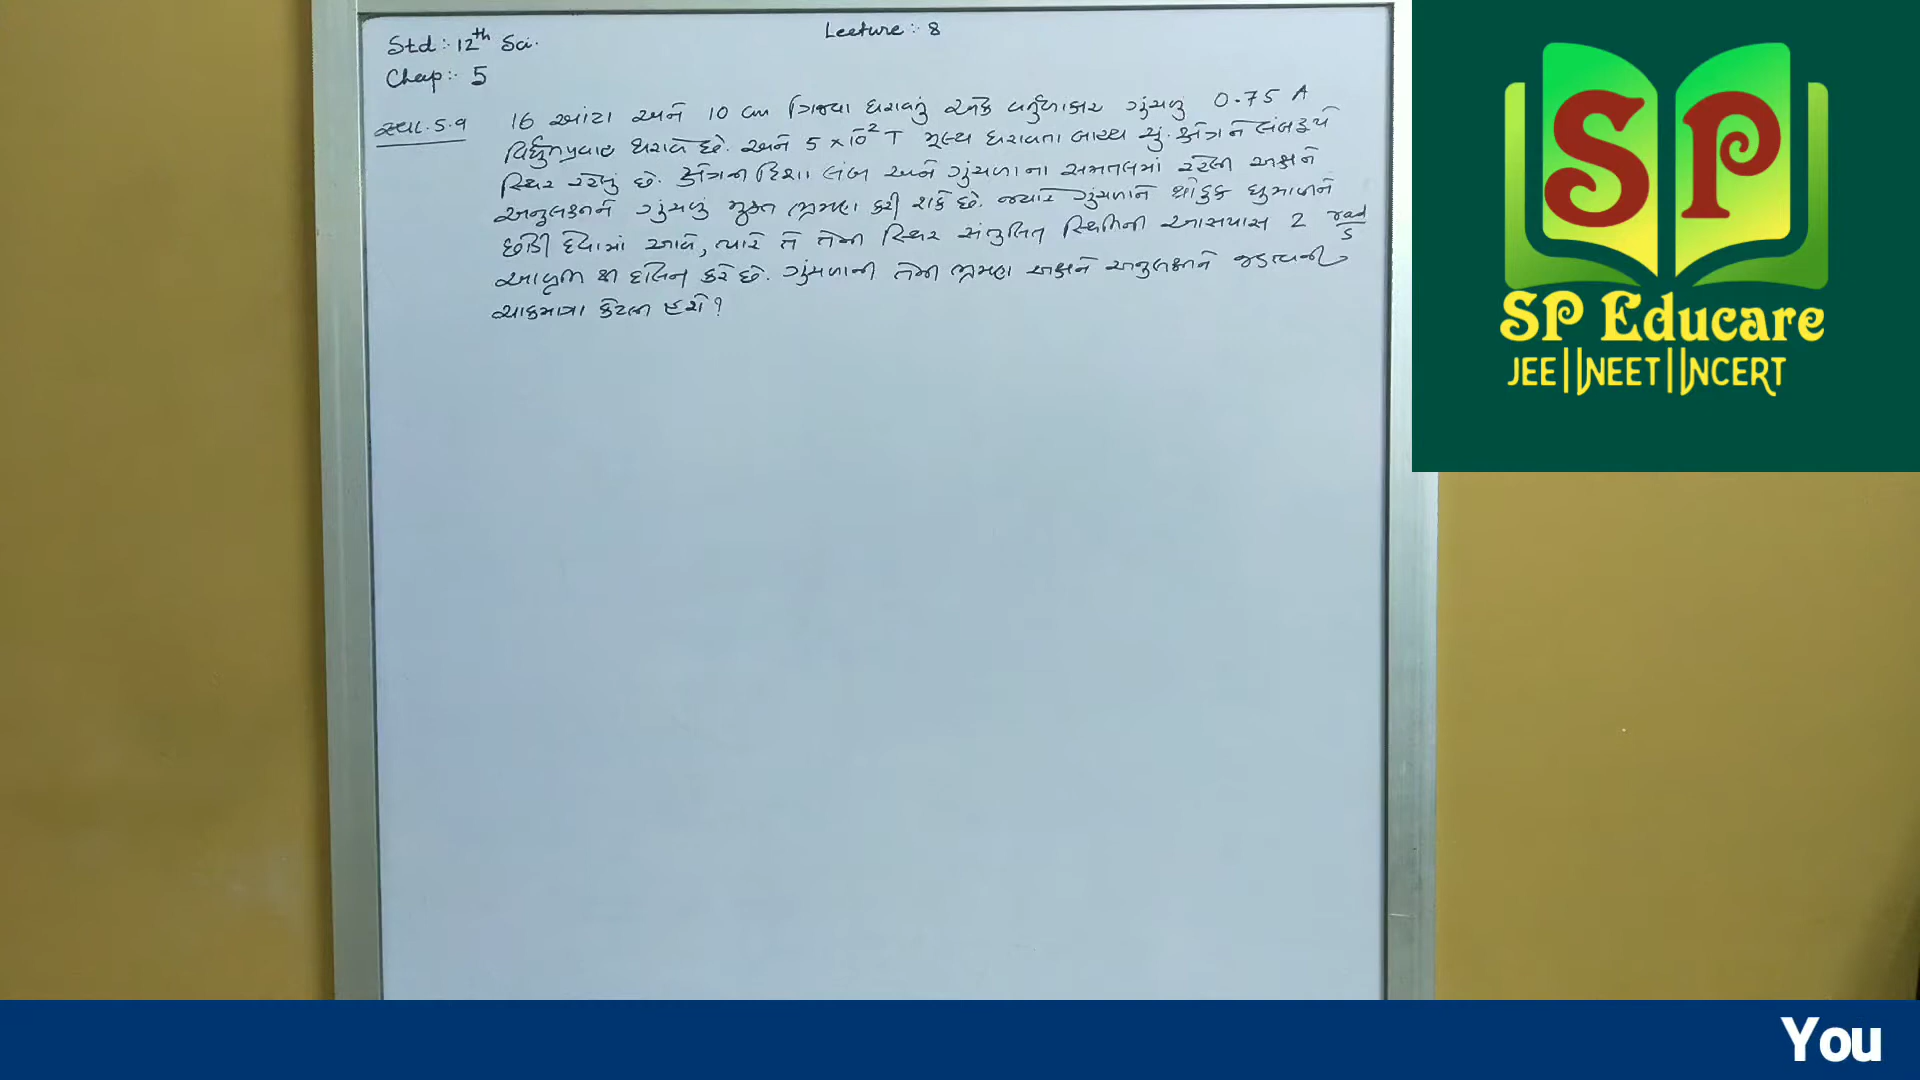 Std :- 12th Sci.
Lecture :- 8
Chap :- 5
સ્વા. 5.9
16 આંટા અને 10 cm ત્રિજ્યા ધરાવતું એક વર્તુળાકાર ગુંચળું 0.75 A
વિદ્યુતપ્રવાહ ધરાવે છે. અને 5 × 10⁻² T મૂલ્ય ધરાવતા બાહ્ય ચું. ક્ષેત્રને લંબરૂપે
સ્થિર રહેલું છે. ક્ષેત્રની દિશા લંબ અને ગુંચળાના સમતલમાં રહેલી અક્ષને
અનુલક્ષીને ગુંચળું મુક્ત ભ્રમણ કરી શકે છે. જ્યારે ગુંચળાને થોડુંક ઘુમાવીને
છોડી દેવામાં આવે, ત્યારે તે તેની સ્થિર સંતુલિત સ્થિતિની આસપાસ 2 rad/s
આવૃત્તિ થી દોલિત કરે છે. ગુંચળાની તેની ભ્રમણ અક્ષને અનુલક્ષીને જડત્વની
ચાકમાત્રા કેટલી હશે?
SP
SP Educare
JEE||NEET||NCERT
You